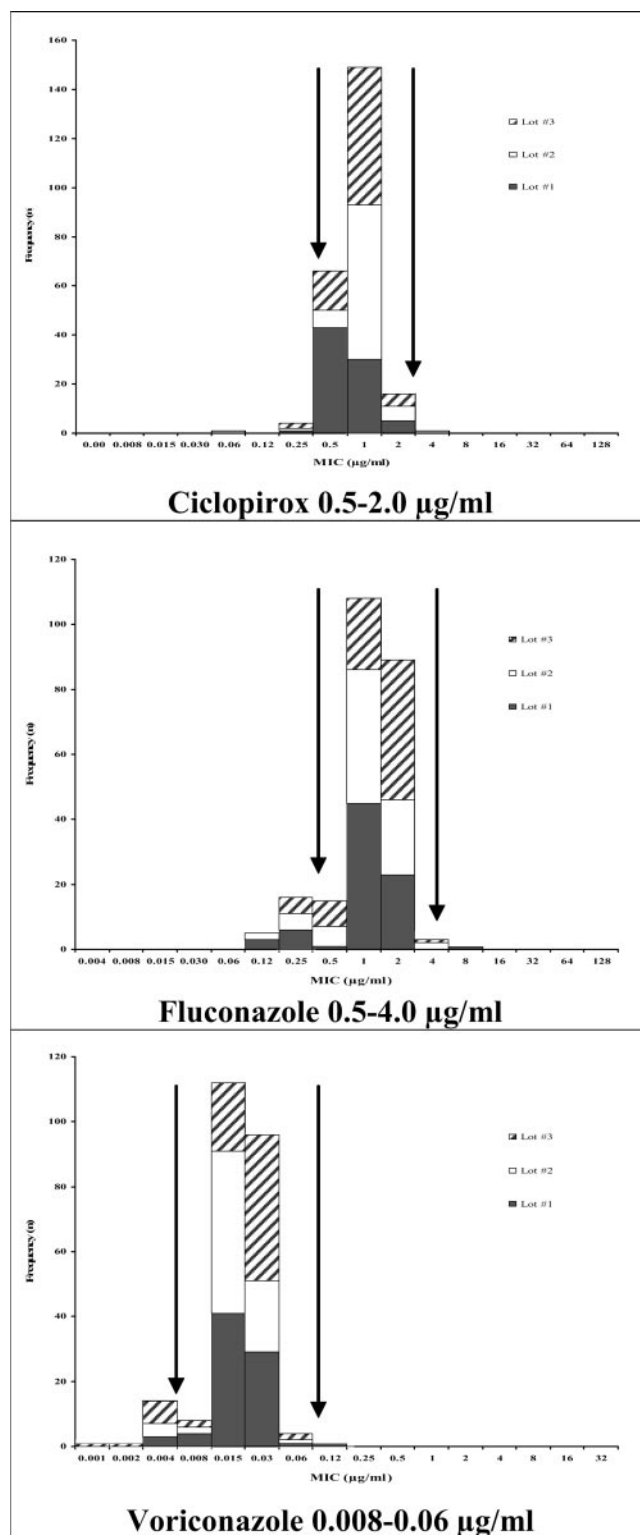 160
140
120
100
80
60
40
20
0
Frequency (n
Lot #3
Lot #2
Lot #1
0.00 0.008 0.015 0.030 0.06 0.12 0.25 0.5 1 2 4 8 16 32 64 128
MIC (µg/ml)
Ciclopirox 0.5-2.0 µg/ml
120
100
80
60
40
20
0
Frequency (n)
Lot #3
Lot #2
Lot #1
0.004 0.008 0.015 0.030 0.06 0.12 0.25 0.5 1 2 4 8 16 32 64 128
MIC (µg/ml)
Fluconazole 0.5-4.0 µg/ml
120
100
80
60
40
20
0
Frequency (n)
Lot #3
Lot #2
Lot #1
0.001 0.002 0.004 0.008 0.015 0.03 0.06 0.12 0.25 0.5 1 2 4 8 16 32
MIC (µg/ml)
Voriconazole 0.008-0.06 µg/ml